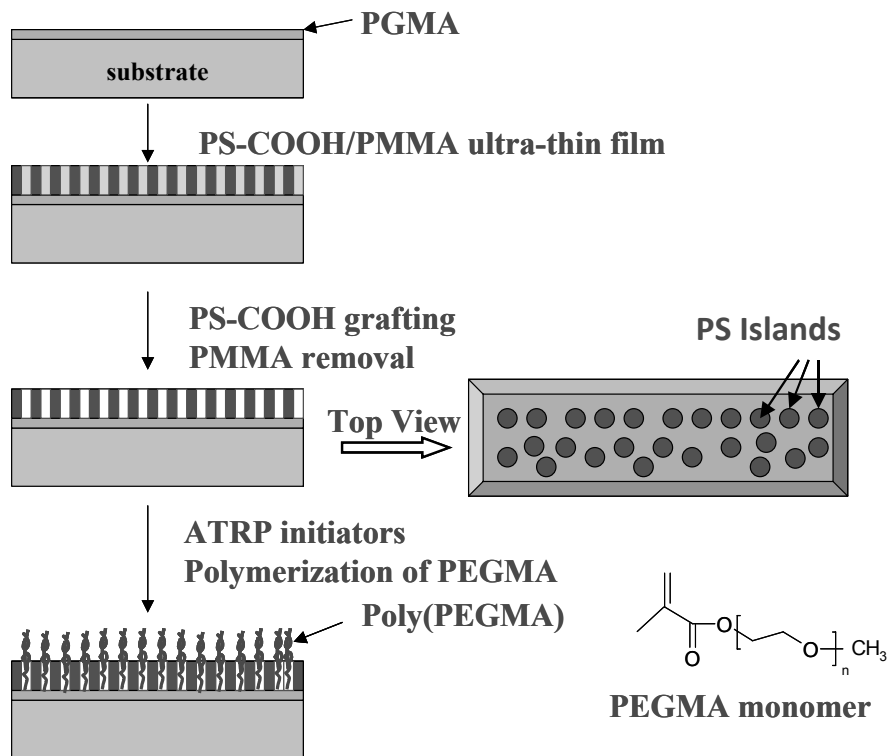 PGMA
substrate
PS-COOH/PMMA ultra-thin film
PS-COOH grafting
PMMA removal
PS Islands
Top View
ATRP initiators
Polymerization of PEGMA
Poly(PEGMA)
O
O
O
CH3
n
PEGMA monomer